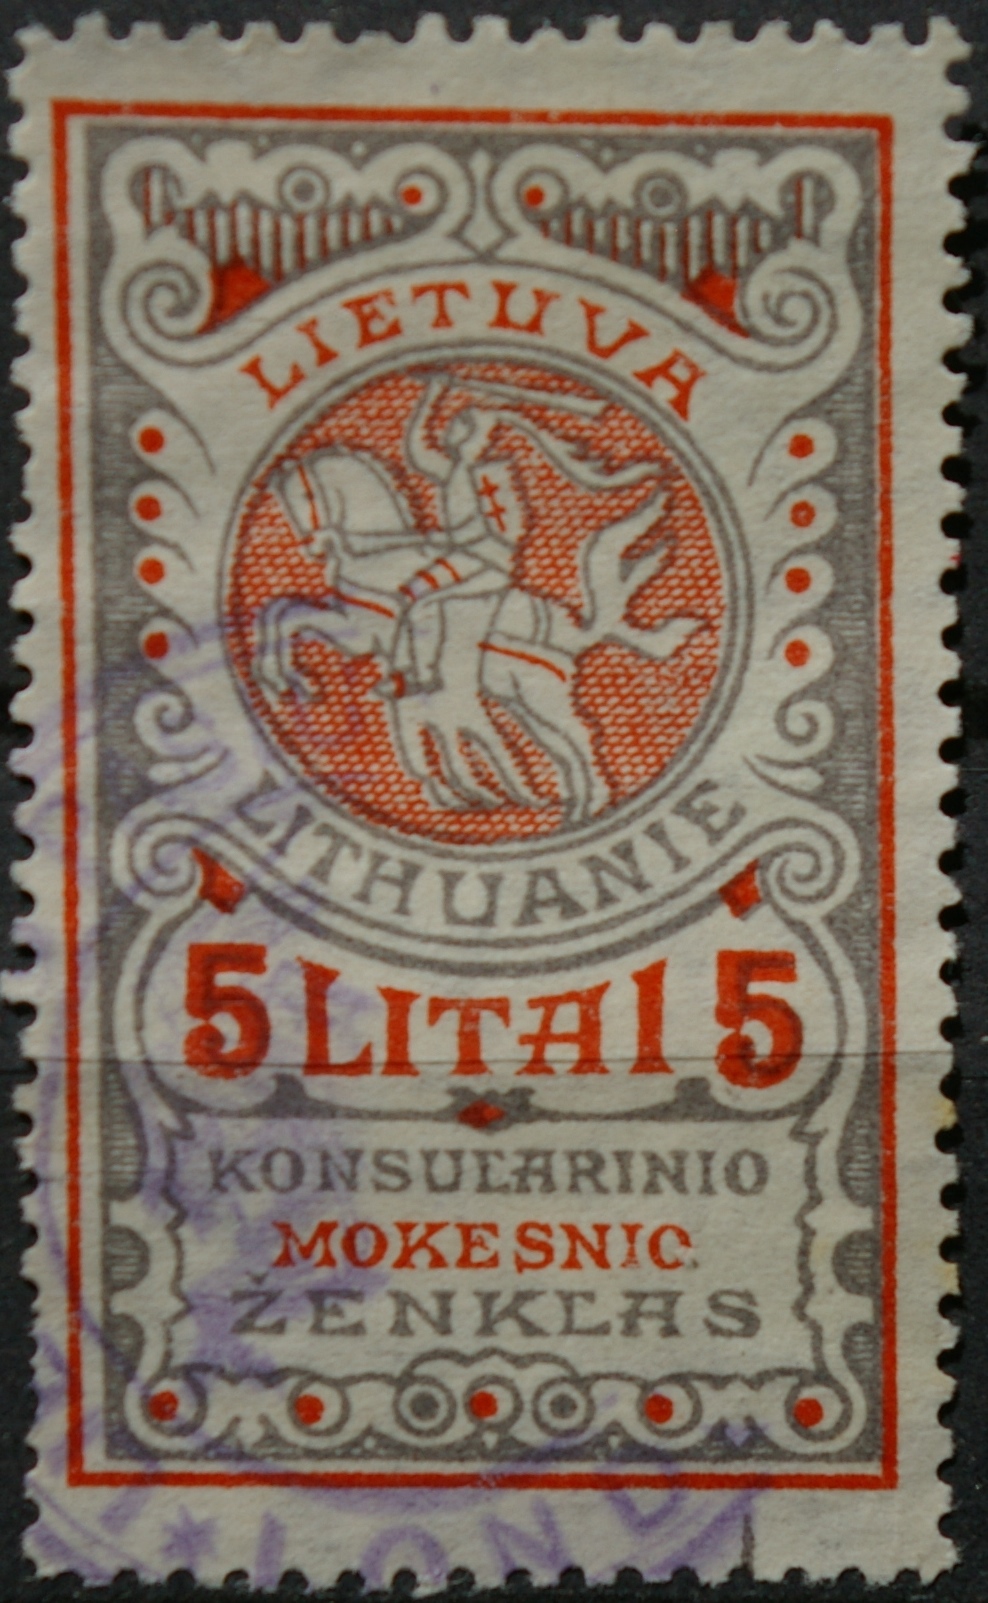 LIETUVA
LITHUANIE
5 LITAI 5
KONSULARINIO
MOKESNIO
ŽENKLAS